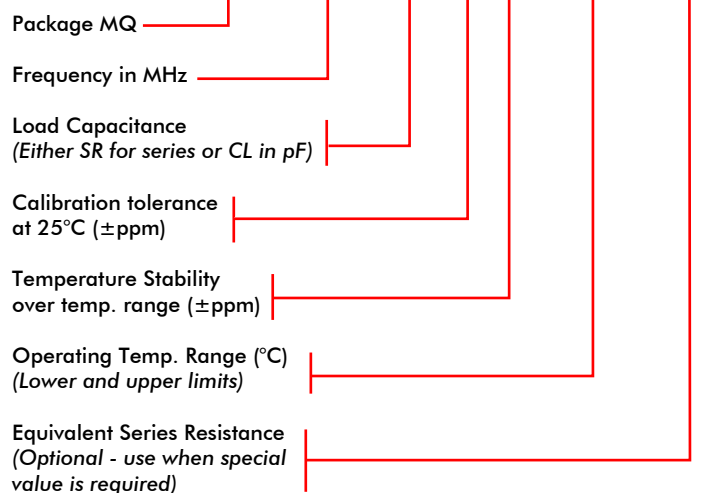 Package MQ
Frequency in MHz
Load Capacitance
(Either SR for series or CL in pF)
Calibration tolerance
at 25°C (±ppm)
Temperature Stability
over temp. range (±ppm)
Operating Temp. Range (°C)
(Lower and upper limits)
Equivalent Series Resistance
(Optional - use when special
value is required)